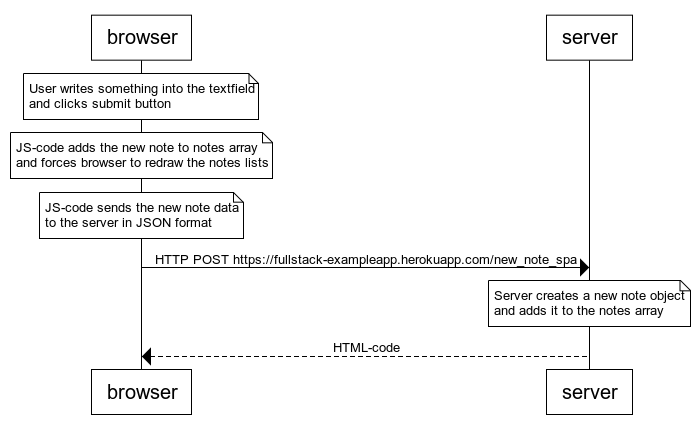 browser
server
User writes something into the textfield
and clicks submit button
JS-code adds the new note to notes array
and forces browser to redraw the notes lists
JS-code sends the new note data
to the server in JSON format
HTTP POST https://fullstack-exampleapp.herokuapp.com/new_note_spa
Server creates a new note object
and adds it to the notes array
HTML-code
browser
server